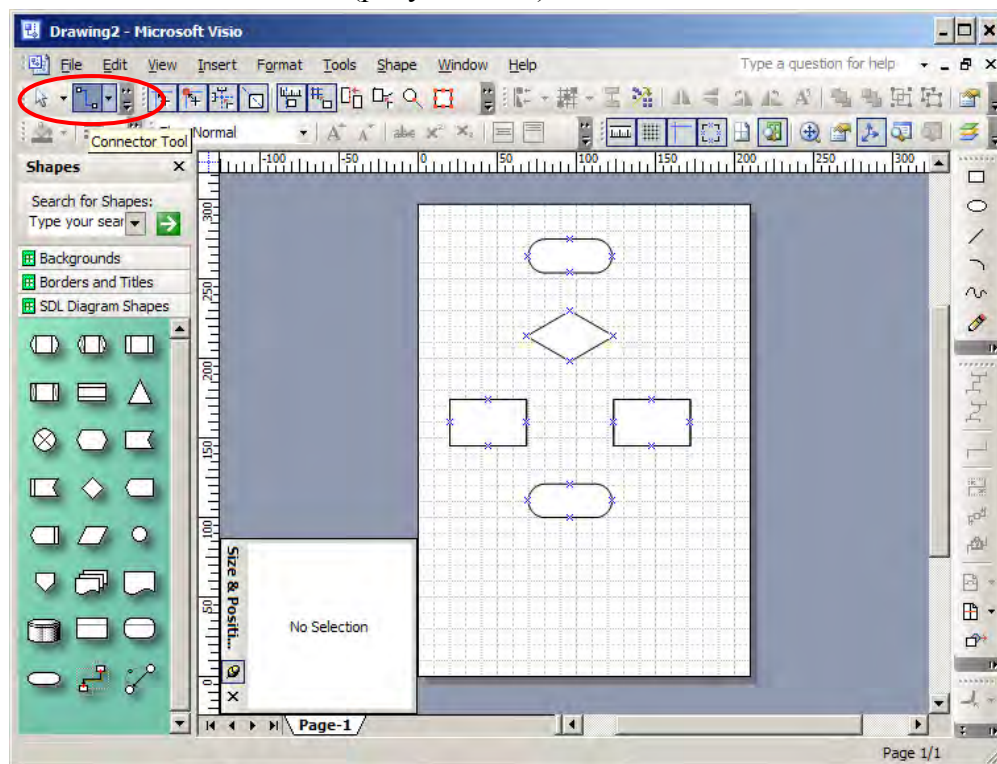 Drawing2 - Microsoft Visio
File Edit View Insert Format Tools Shape Window Help Type a question for help
Normal
Connector Tool
Shapes
Search for Shapes:
Type your sear
Backgrounds
Borders and Titles
SDL Diagram Shapes
-100 -50 0 50 100 150 200 250 300
300
250
200
150
100
50
0
Size & Positi...
No Selection
Page-1
Page 1/1